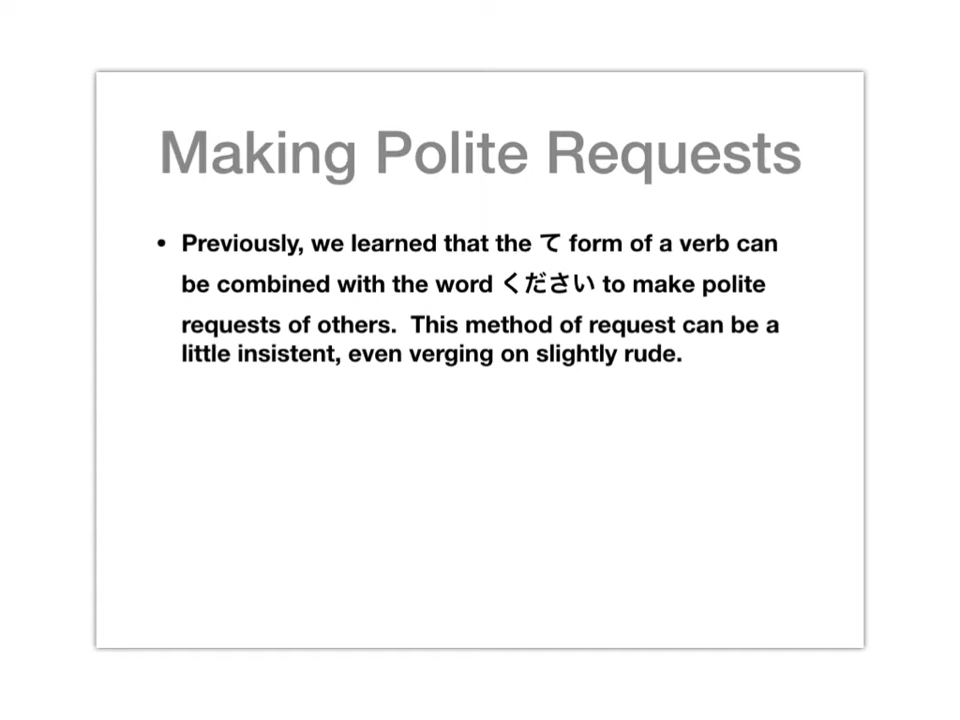 Making Polite Requests
• Previously, we learned that the て form of a verb can
be combined with the word ください to make polite
requests of others.  This method of request can be a
little insistent, even verging on slightly rude.